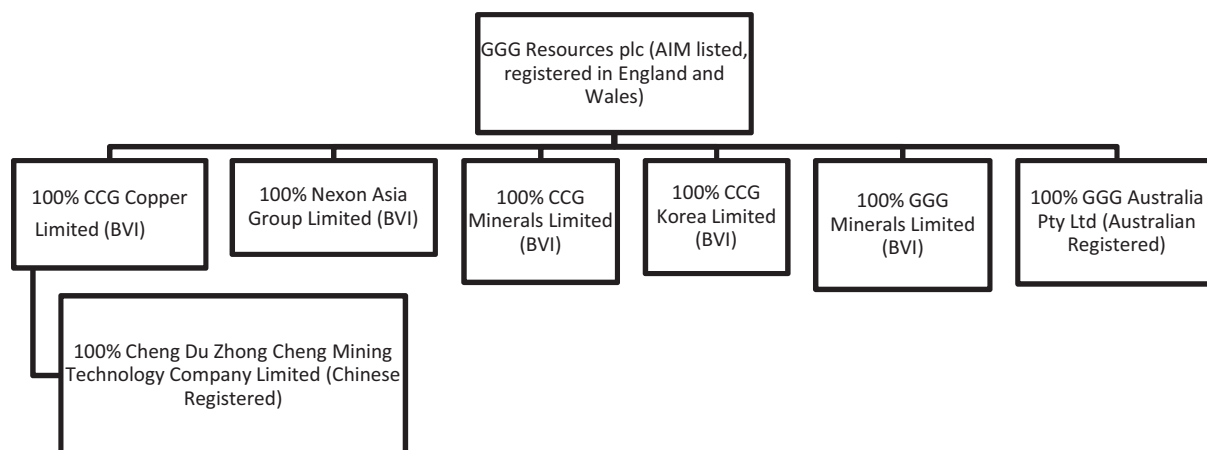 GGG Resources plc (AIM listed,
registered in England and
Wales)
100% CCG Copper
Limited (BVI)
100% Nexon Asia
Group Limited (BVI)
100% CCG
Minerals Limited
(BVI)
100% CCG
Korea Limited
(BVI)
100% GGG
Minerals Limited
(BVI)
100% GGG Australia
Pty Ltd (Australian
Registered)
100% Cheng Du Zhong Cheng Mining
Technology Company Limited (Chinese
Registered)